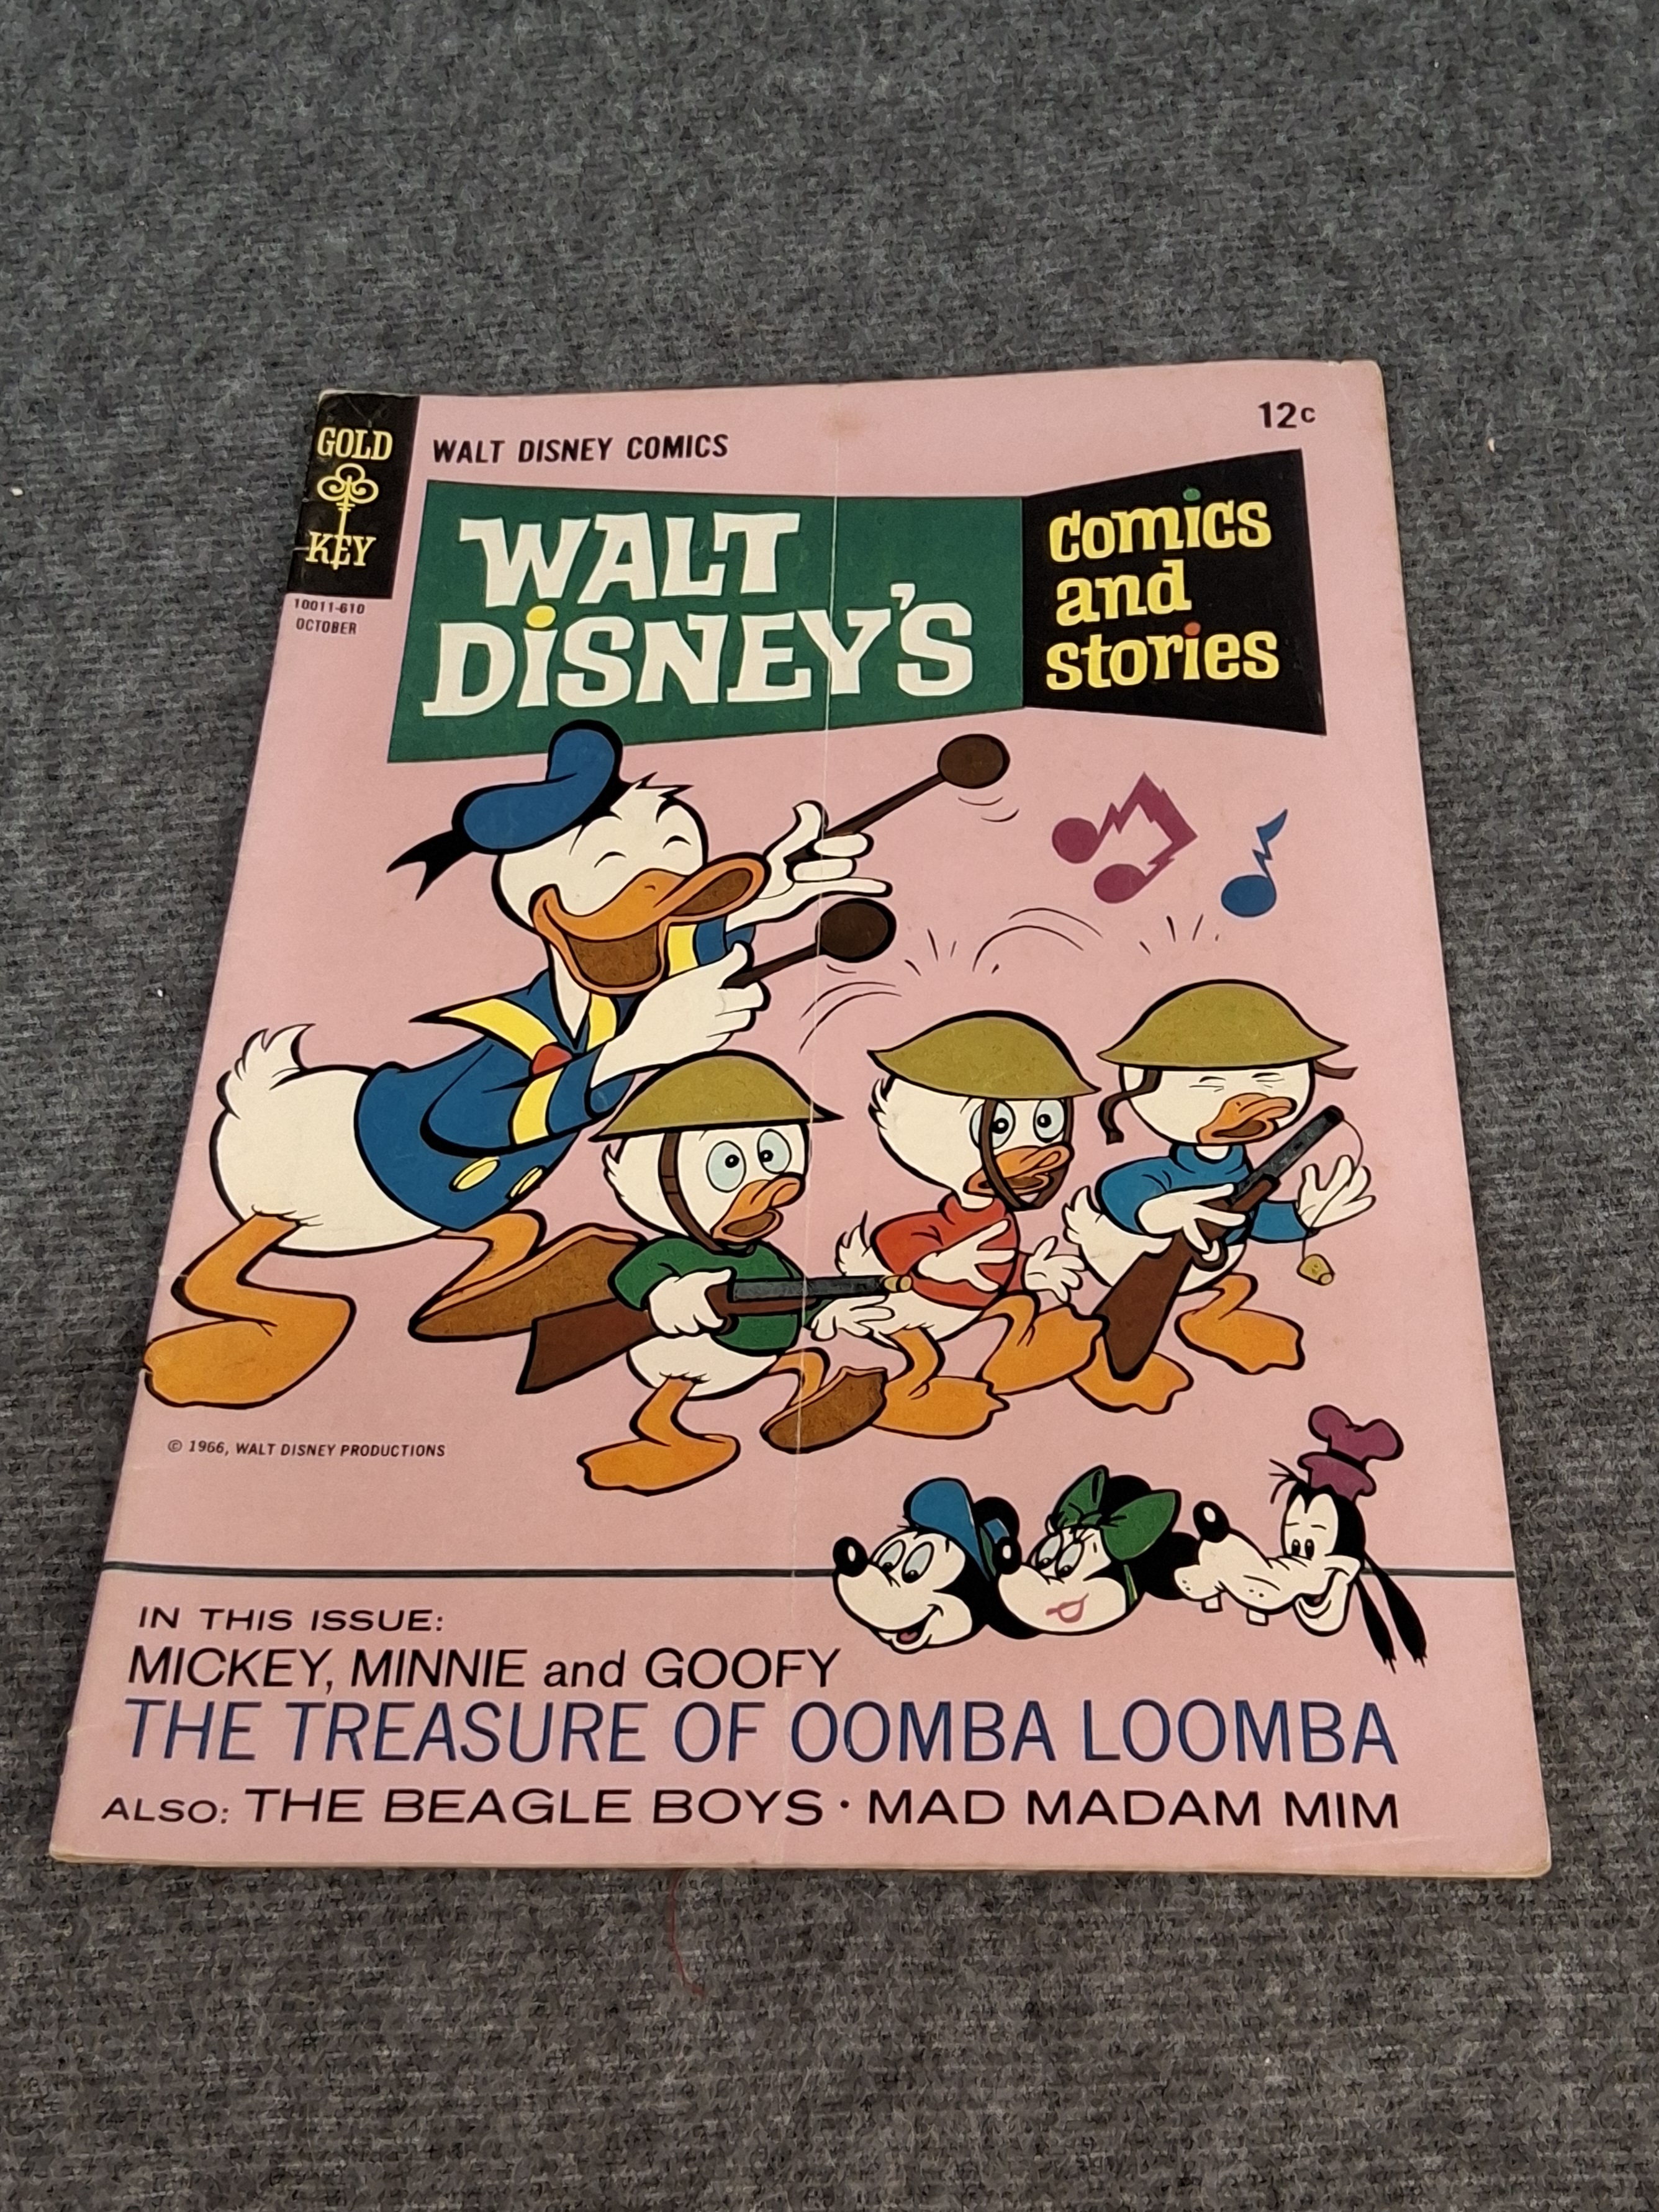 GOLD
KEY
10011-610
OCTOBER
WALT DISNEY COMICS
12c
WALT
DiSNEY'S
Comics
and
stories
© 1966, WALT DISNEY PRODUCTIONS
IN THIS ISSUE:
MICKEY, MINNIE and GOOFY
THE TREASURE OF OOMBA LOOMBA
ALSO: THE BEAGLE BOYS · MAD MADAM MIM